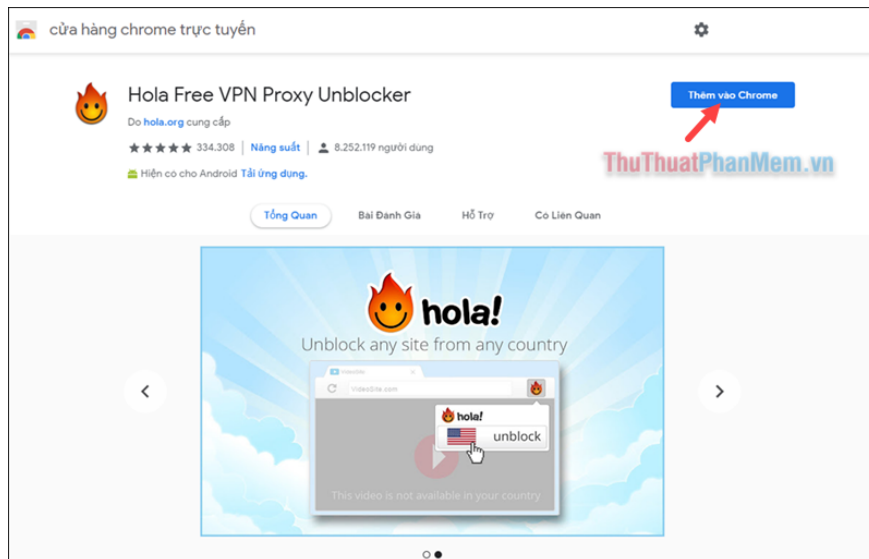 cửa hàng chrome trực tuyến
Hola Free VPN Proxy Unblocker
Thêm vào Chrome
Do hola.org cung cấp
334.308 Năng suất 8.252.119 người dùng
ThuThuatPhanMem.vn
Hiện có cho Android Tải ứng dụng.
Tổng Quan Bài Đánh Giá Hỗ Trợ Có Liên Quan
hola!
Unblock any site from any country
VideoSite
VideoSite.com
hola!
unblock
This video is not available in your country